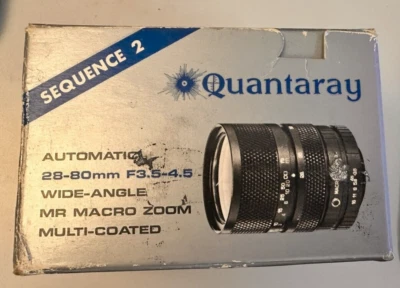 SEQUENCE 2
Quantaray
AUTOMATIC
28-80mm F3.5-4.5
WIDE-ANGLE
MR MACRO ZOOM
MULTI-COATED